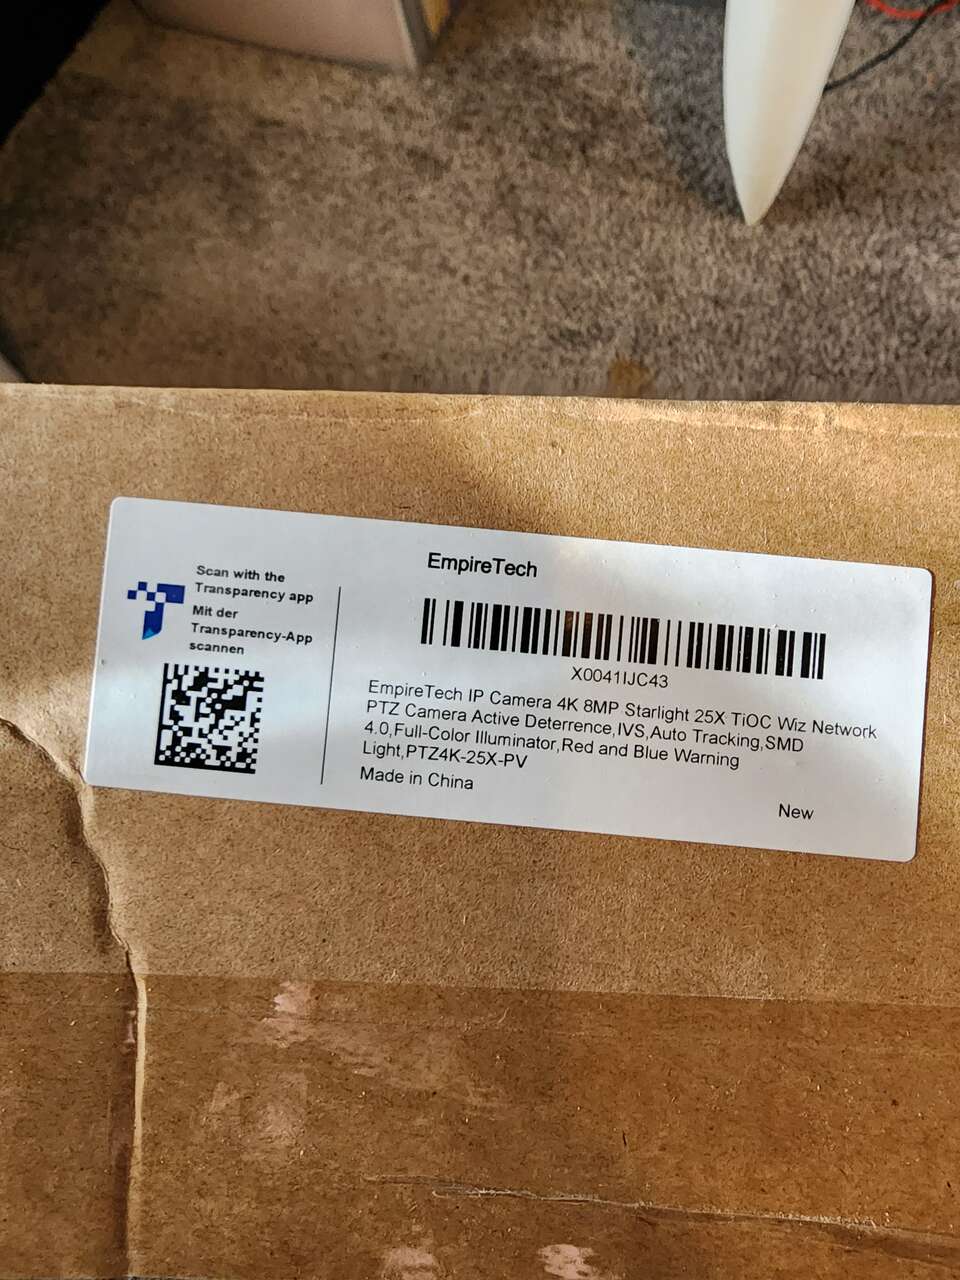 Scan with the
Transparency app
Mit der
Transparency-App
scannen
EmpireTech
X0041IJC43
EmpireTech IP Camera 4K 8MP Starlight 25X TiOC Wiz Network
PTZ Camera Active Deterrence,IVS,Auto Tracking,SMD
4.0,Full-Color Illuminator,Red and Blue Warning
Light,PTZ4K-25X-PV
Made in China
New